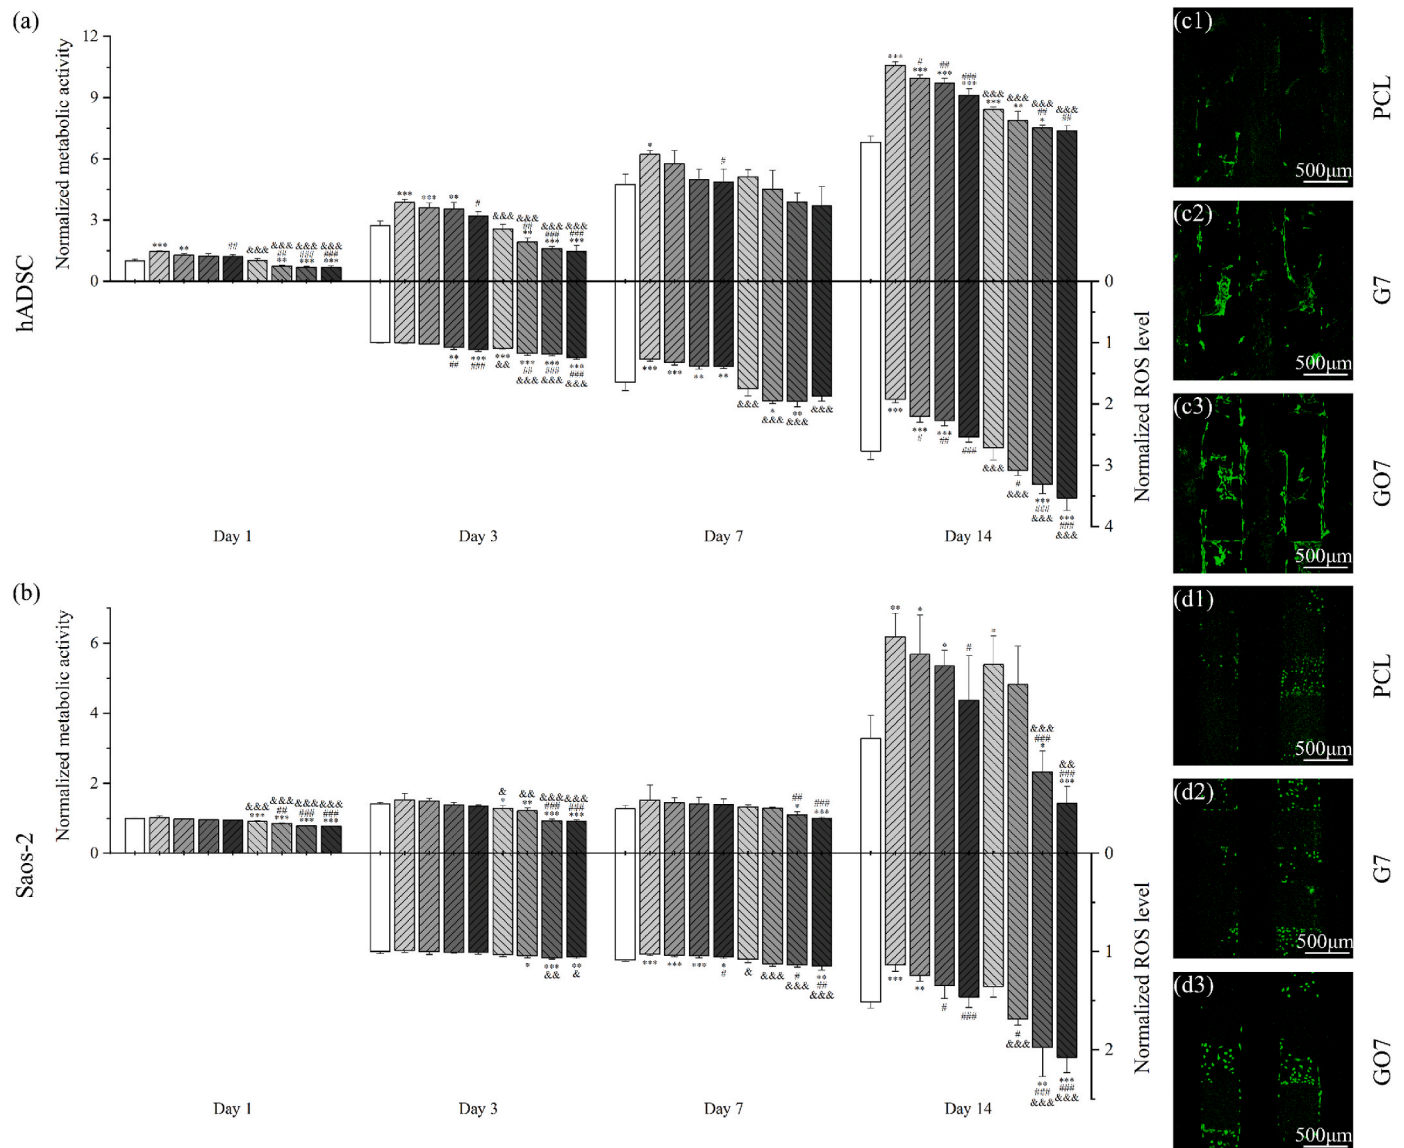 (a)
Normalized metabolic activity
hADSC
12
9
6
3
0
0
1
2
3
4
Normalized ROS level
Day 1
Day 3
Day 7
Day 14
(b)
Normalized metabolic activity
Saos-2
6
4
2
0
0
1
2
Normalized ROS level
Day 1
Day 3
Day 7
Day 14
(c1)
500μm
PCL
(c2)
500μm
G7
(c3)
500μm
GO7
(d1)
500μm
PCL
(d2)
500μm
G7
(d3)
500μm
GO7